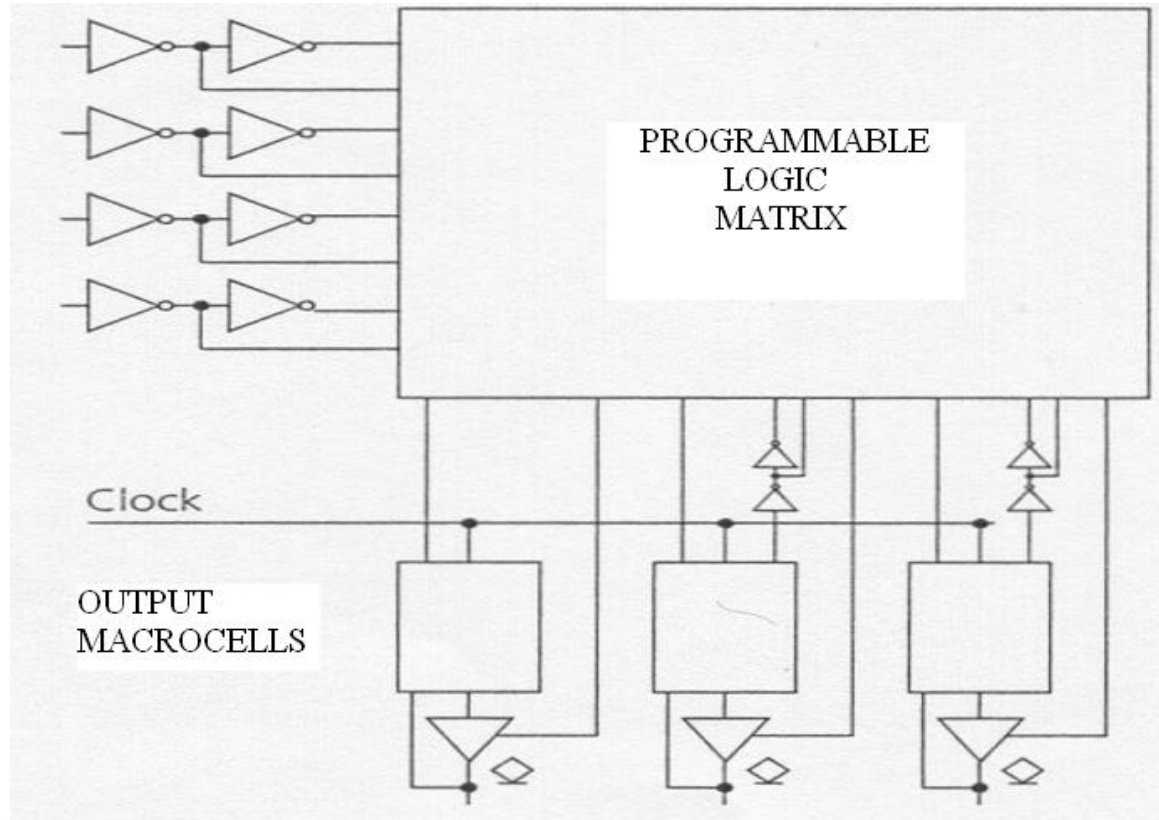 PROGRAMMABLE
LOGIC
MATRIX
Clock
OUTPUT
MACROCELLS